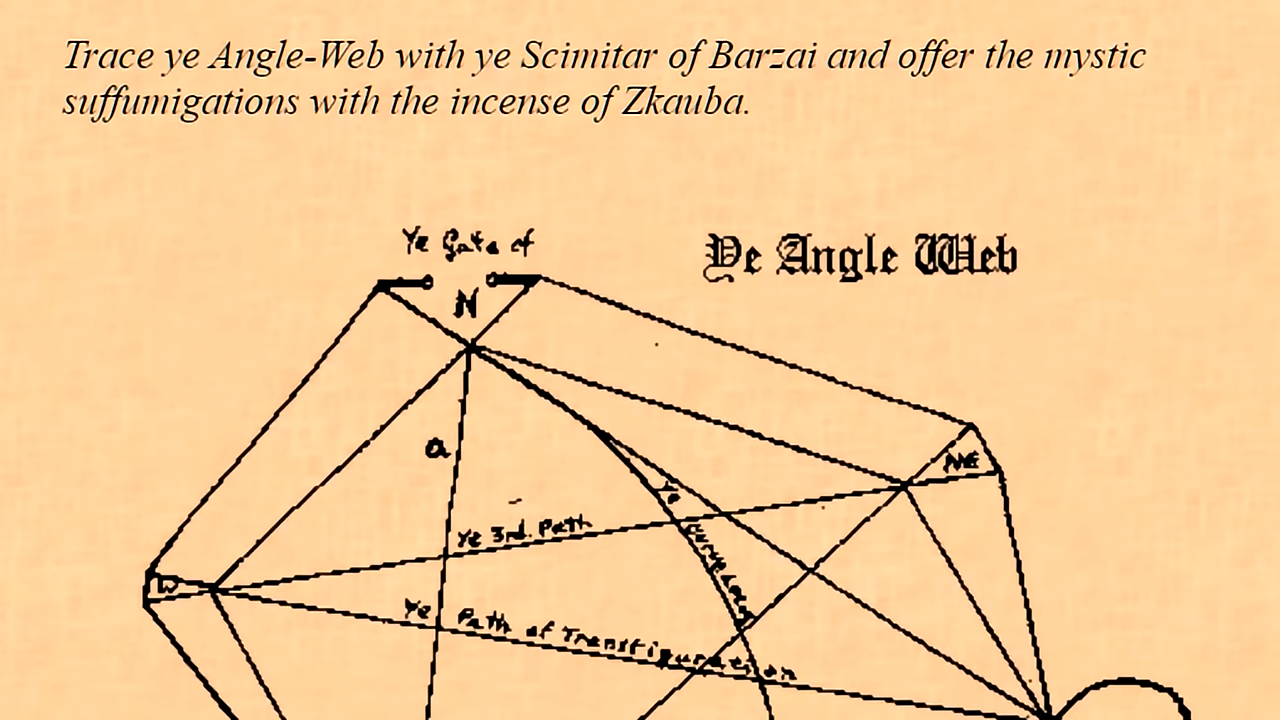 Trace ye Angle-Web with ye Scimitar of Barzai and offer the mystic
suffumigations with the incense of Zkauba.
Ye Gate of
N
Ye Angle Web
a
NE
Ye 3rd. Path
Ye
W
Ye Path of Transfiguration